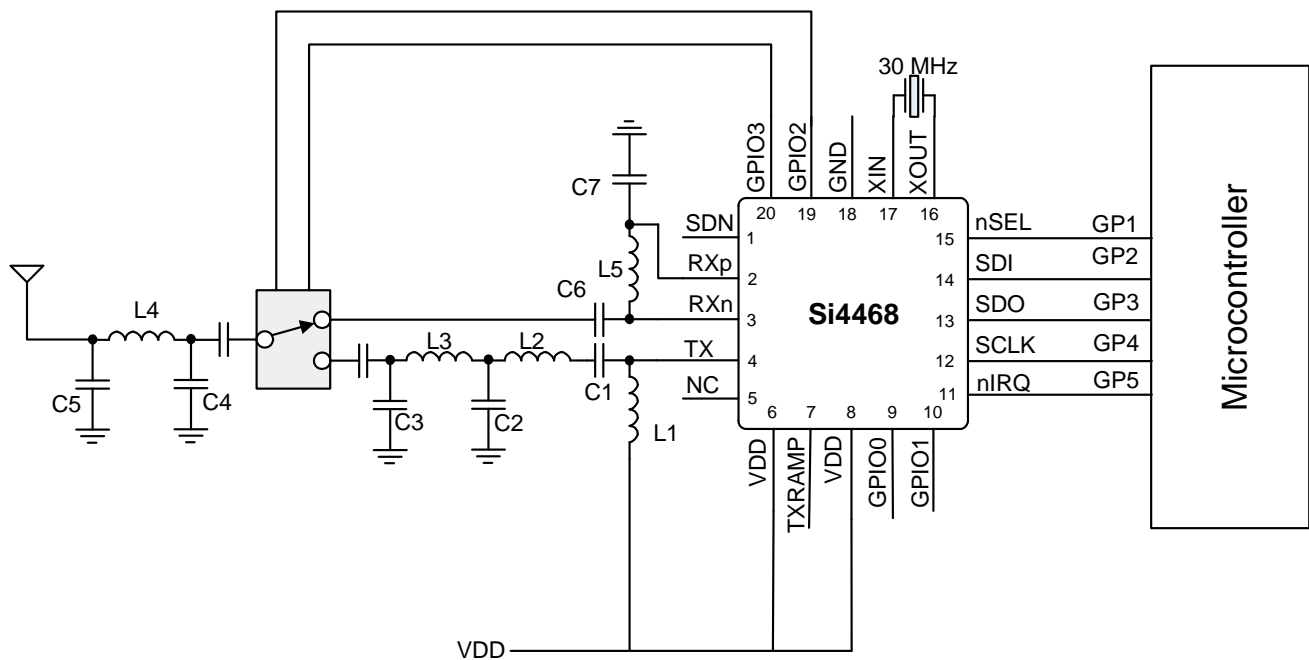 30 MHz
GPIO3
GPIO2
GND
XIN
XOUT
20
19
18
17
16
C7
SDN
1
RXp
2
L5
C6
RXn
3
TX
4
NC
5
Si4468
15
nSEL
GP1
14
SDI
GP2
13
SDO
GP3
12
SCLK
GP4
11
nIRQ
GP5
Microcontroller
L4
L3
L2
C1
C5
C4
C3
C2
L1
6
7
8
9
10
VDD
TXRAMP
VDD
GPIO0
GPIO1
VDD